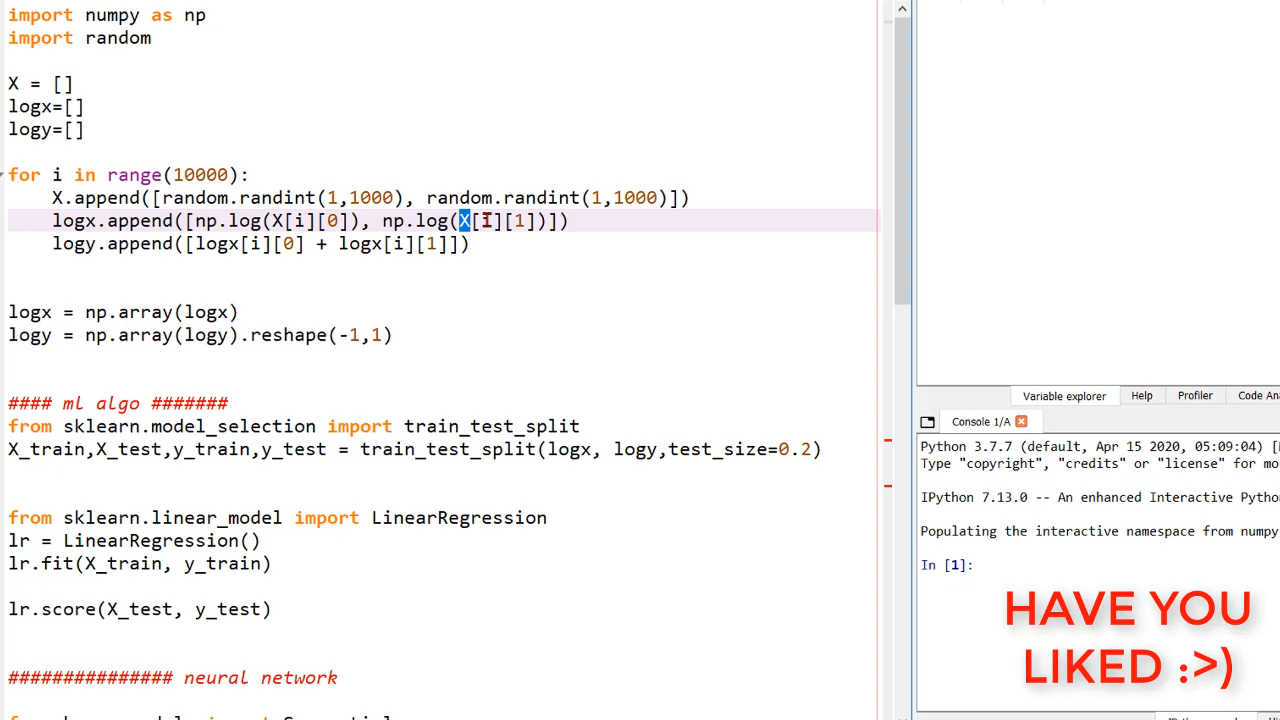 import numpy as np
import random
X = []
logx=[]
logy=[]
for i in range(10000):
X.append([random.randint(1,1000), random.randint(1,1000)])
logx.append([np.log(X[i][0]), np.log(X[i][1])])
logy.append([logx[i][0] + logx[i][1]])
logx = np.array(logx)
logy = np.array(logy).reshape(-1,1)
#### ml algo #######
from sklearn.model_selection import train_test_split
X_train,X_test,y_train,y_test = train_test_split(logx, logy,test_size=0.2)
from sklearn.linear_model import LinearRegression
lr = LinearRegression()
lr.fit(X_train, y_train)
lr.score(X_test, y_test)
############### neural network
Variable explorer Help Profiler Code An
Console 1/A
Python 3.7.7 (default, Apr 15 2020, 05:09:04) [
Type "copyright", "credits" or "license" for mo
IPython 7.13.0 -- An enhanced Interactive Pytho
Populating the interactive namespace from numpy
In [1]:
HAVE YOU
LIKED :>)